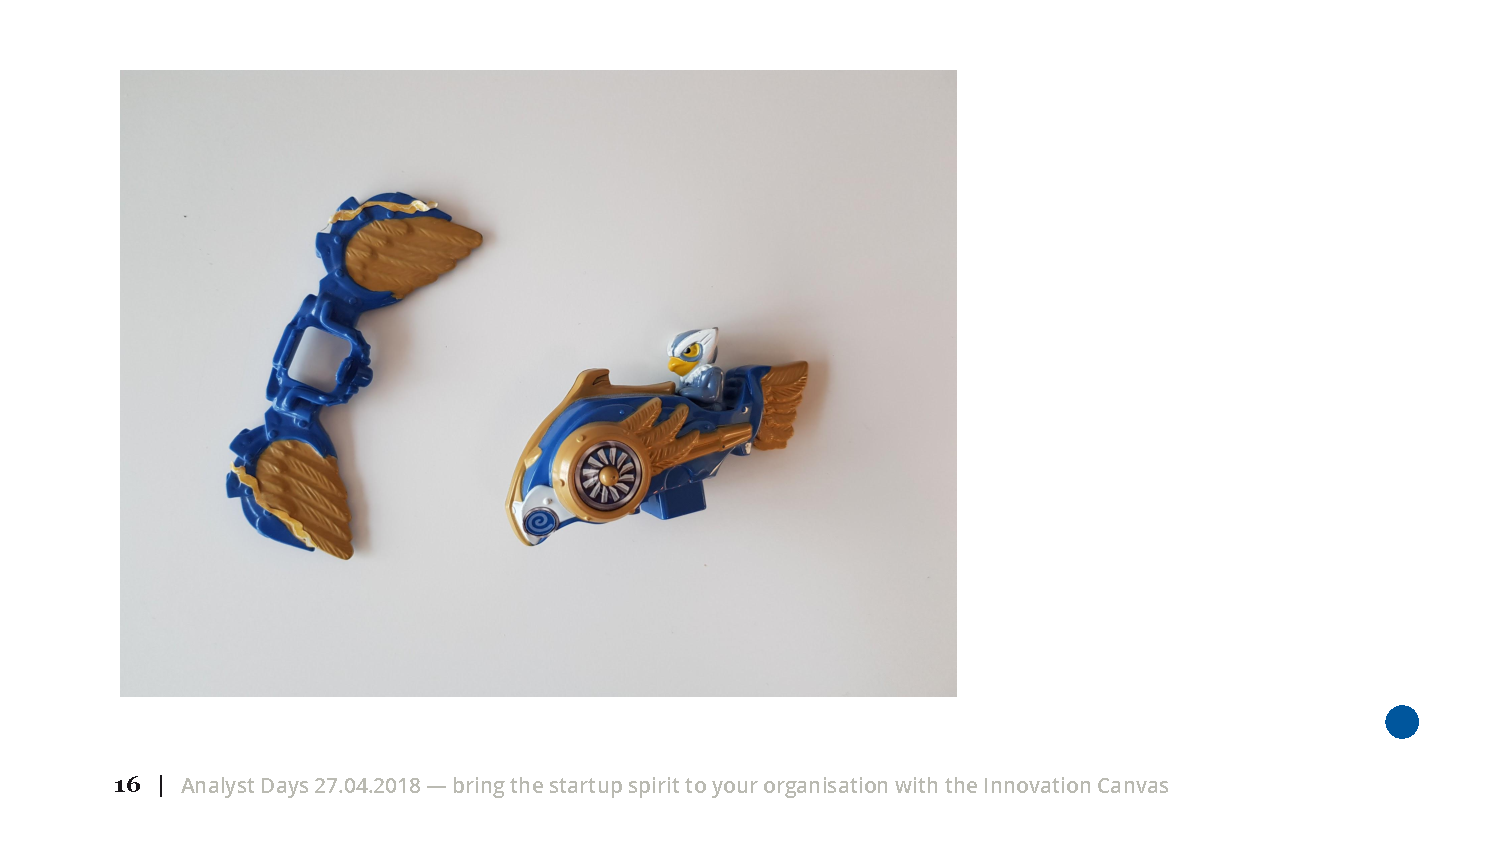 16 | Analyst Days 27.04.2018 — bring the startup spirit to your organisation with the Innovation Canvas